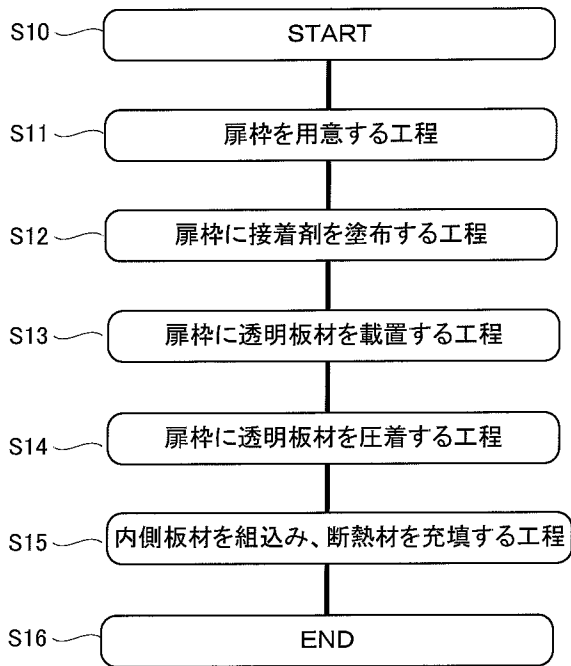 S10 START
S11 扉枠を用意する工程
S12 扉枠に接着剤を塗布する工程
S13 扉枠に透明板材を載置する工程
S14 扉枠に透明板材を圧着する工程
S15 内側板材を組込み、断熱材を充填する工程
S16 END